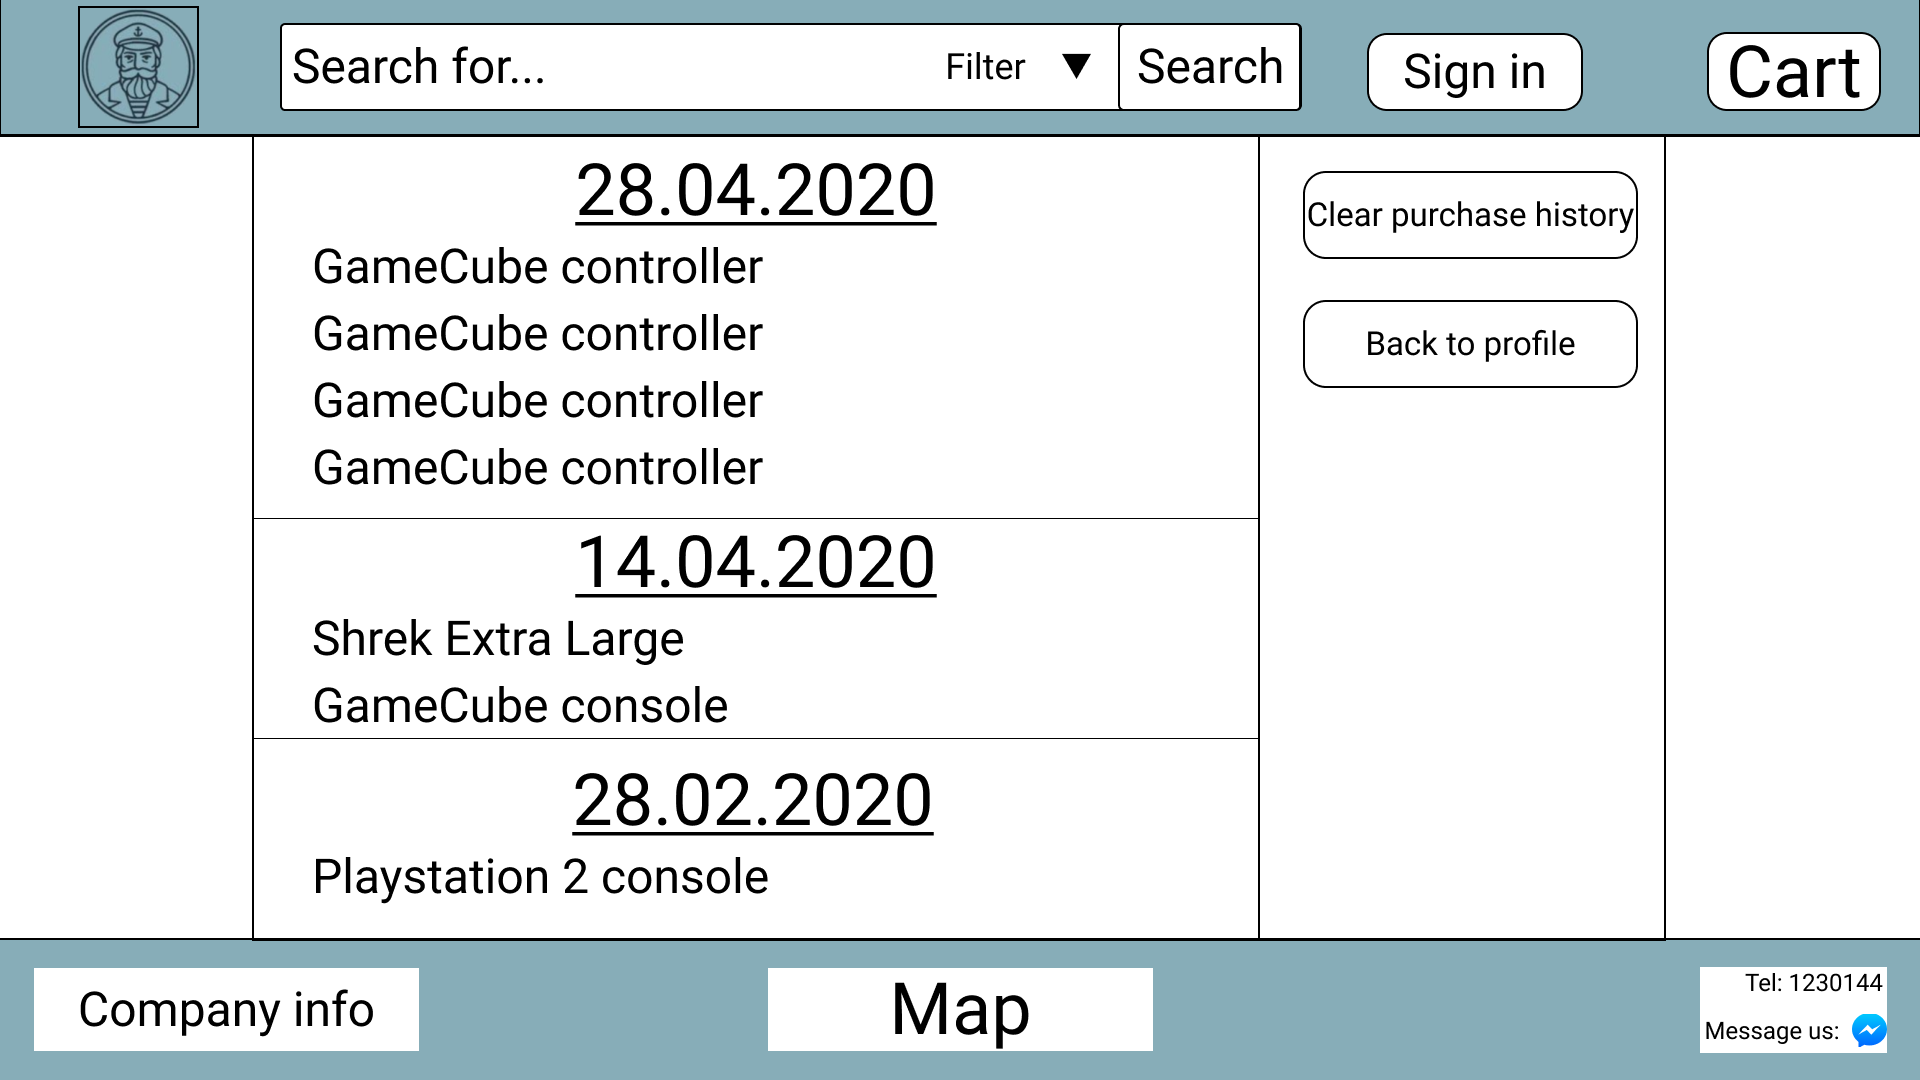 Search for...
Filter ▼
Search
Sign in
Cart
28.04.2020
GameCube controller
GameCube controller
GameCube controller
GameCube controller
14.04.2020
Shrek Extra Large
GameCube console
28.02.2020
Playstation 2 console
Clear purchase history
Back to profile
Company info
Map
Tel: 1230144
Message us: